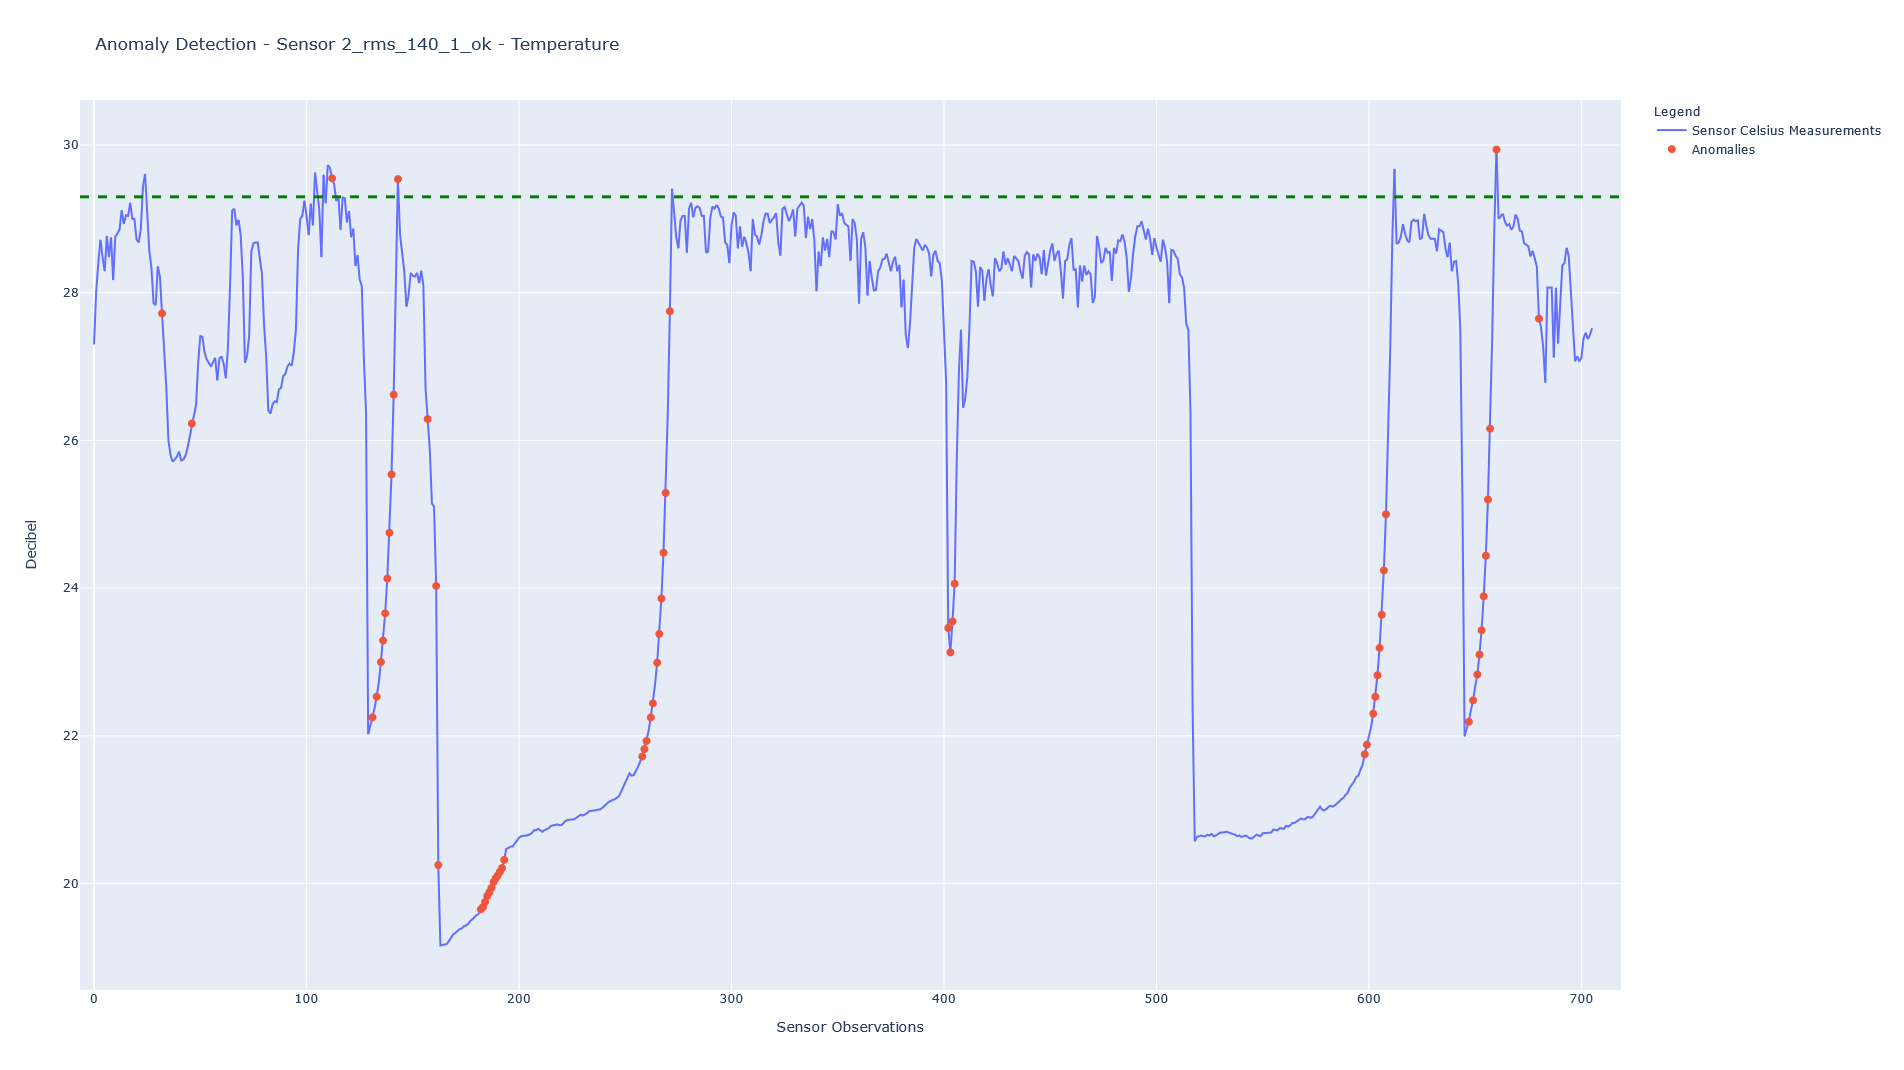 Anomaly Detection - Sensor 2_rms_140_1_ok - Temperature
Legend
Sensor Celsius Measurements
Anomalies
30
28
26
24
22
20
Decibel
0 100 200 300 400 500 600 700
Sensor Observations